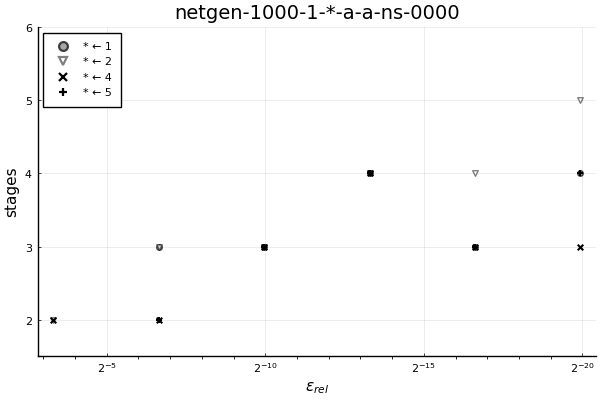 netgen-1000-1-*-a-a-ns-0000
6
* ← 1
* ← 2
* ← 4
* ← 5
5
stages
4
3
2
2⁻⁵ 2⁻¹⁰ 2⁻¹⁵ 2⁻²⁰
ε_rel